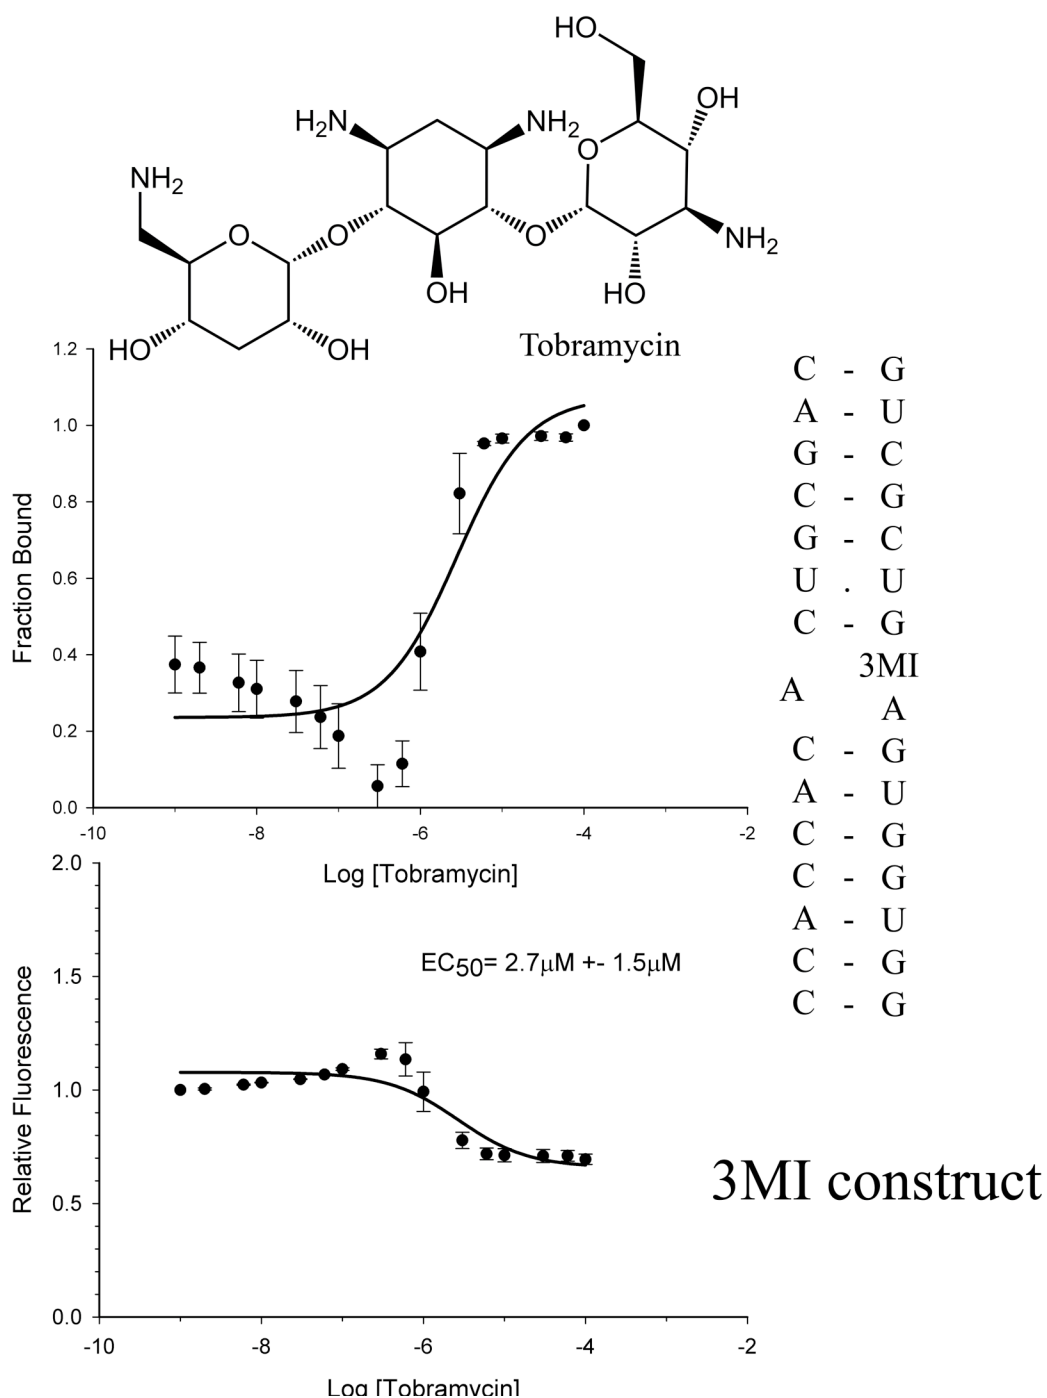 HO
OH
H2N
NH2
O
NH2
O
O
O
NH2
OH
HO
HO
OH
Tobramycin
1.2
1.0
0.8
0.6
0.4
0.2
0.0
Fraction Bound
-10
-8
-6
-4
-2
Log [Tobramycin]
C - G
A - U
G - C
C - G
G - C
U . U
C - G
3MI
A
A
C - G
A - U
C - G
C - G
A - U
C - G
C - G
2.0
1.5
1.0
0.5
0.0
Relative Fluorescence
EC50= 2.7µM +- 1.5µM
-10
-8
-6
-4
-2
Log [Tobramycin]
3MI construct